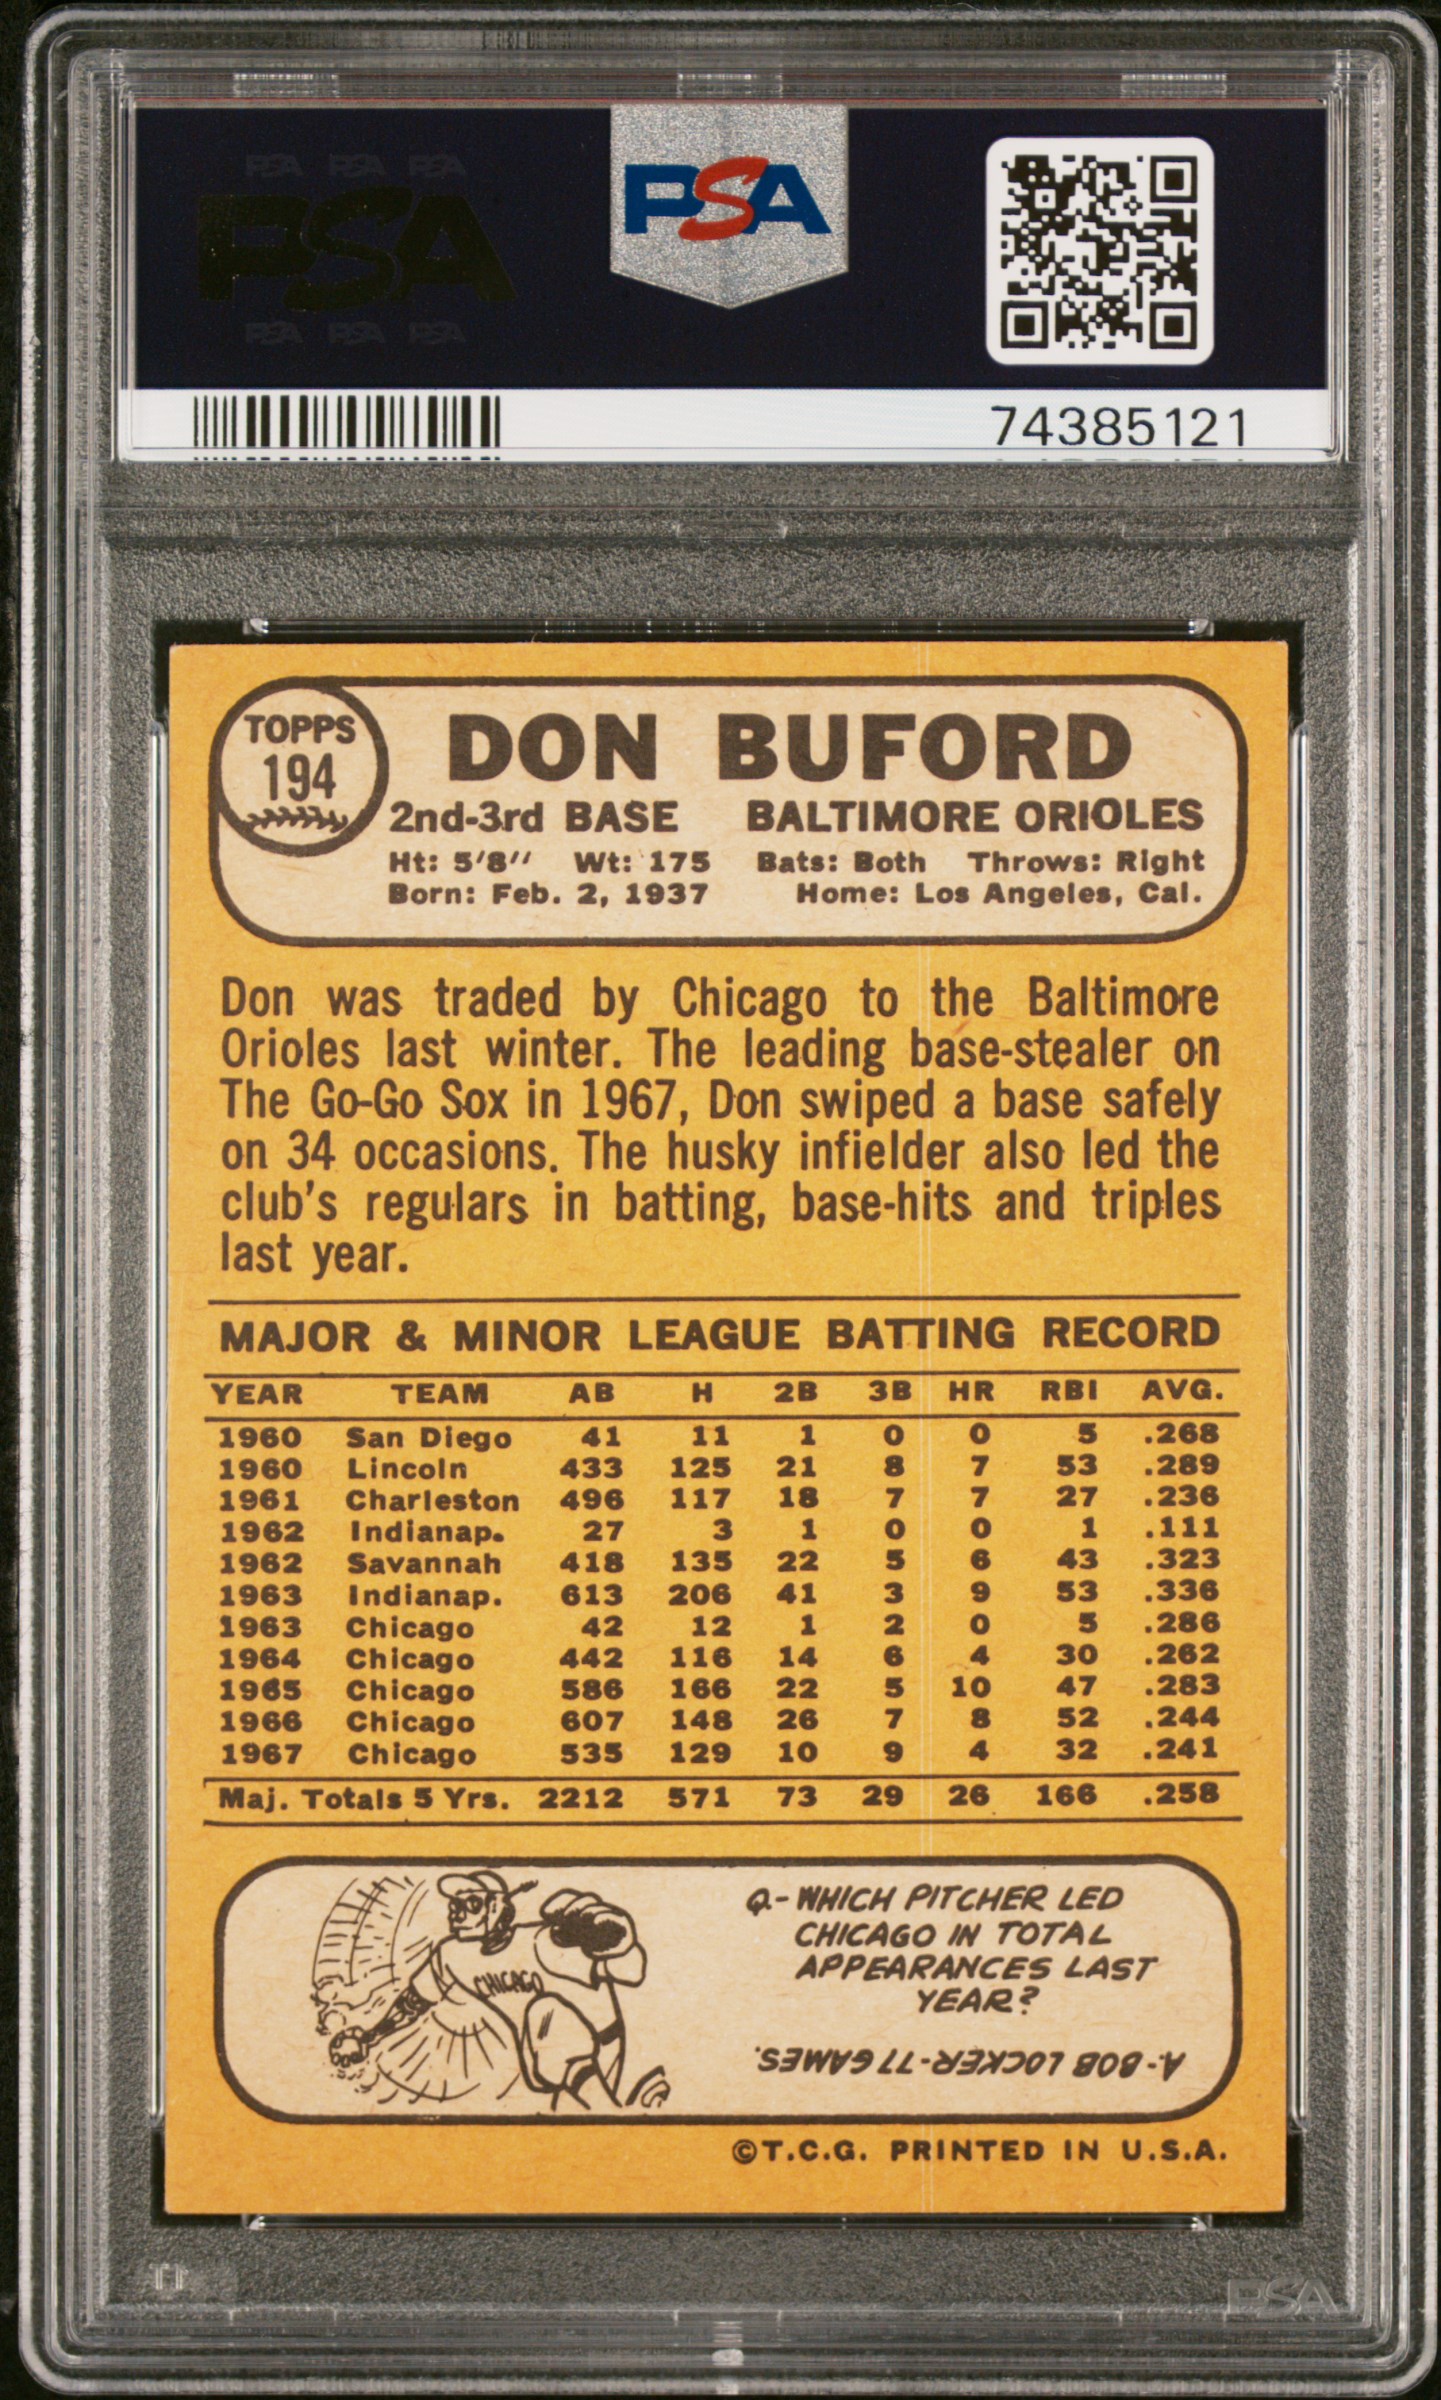 PSA PSA PSA
PSA
PSA PSA PSA
PSA
74385121
TOPPS
194
DON BUFORD
2nd-3rd BASE BALTIMORE ORIOLES
Ht: 5'8" Wt: 175 Bats: Both Throws: Right
Born: Feb. 2, 1937 Home: Los Angeles, Cal.
Don was traded by Chicago to the Baltimore
Orioles last winter. The leading base-stealer on
The Go-Go Sox in 1967, Don swiped a base safely
on 34 occasions. The husky infielder also led the
club's regulars in batting, base-hits and triples
last year.
MAJOR & MINOR LEAGUE BATTING RECORD
YEAR TEAM AB H 2B 3B HR RBI AVG.
1960 San Diego 41 11 1 0 0 5 .268
1960 Lincoln 433 125 21 8 7 53 .289
1961 Charleston 496 117 18 7 7 27 .236
1962 Indianap. 27 3 1 0 0 1 .111
1962 Savannah 418 135 22 5 6 43 .323
1963 Indianap. 613 206 41 3 9 53 .336
1963 Chicago 42 12 1 2 0 5 .286
1964 Chicago 442 116 14 6 4 30 .262
1965 Chicago 586 166 22 5 10 47 .283
1966 Chicago 607 148 26 7 8 52 .244
1967 Chicago 535 129 10 9 4 32 .241
Maj. Totals 5 Yrs. 2212 571 73 29 26 166 .258
CHICAGO
Q-WHICH PITCHER LED
CHICAGO IN TOTAL
APPEARANCES LAST
YEAR?
A-BOB LOCKER-77 GAMES.
©T.C.G. PRINTED IN U.S.A.
PSA